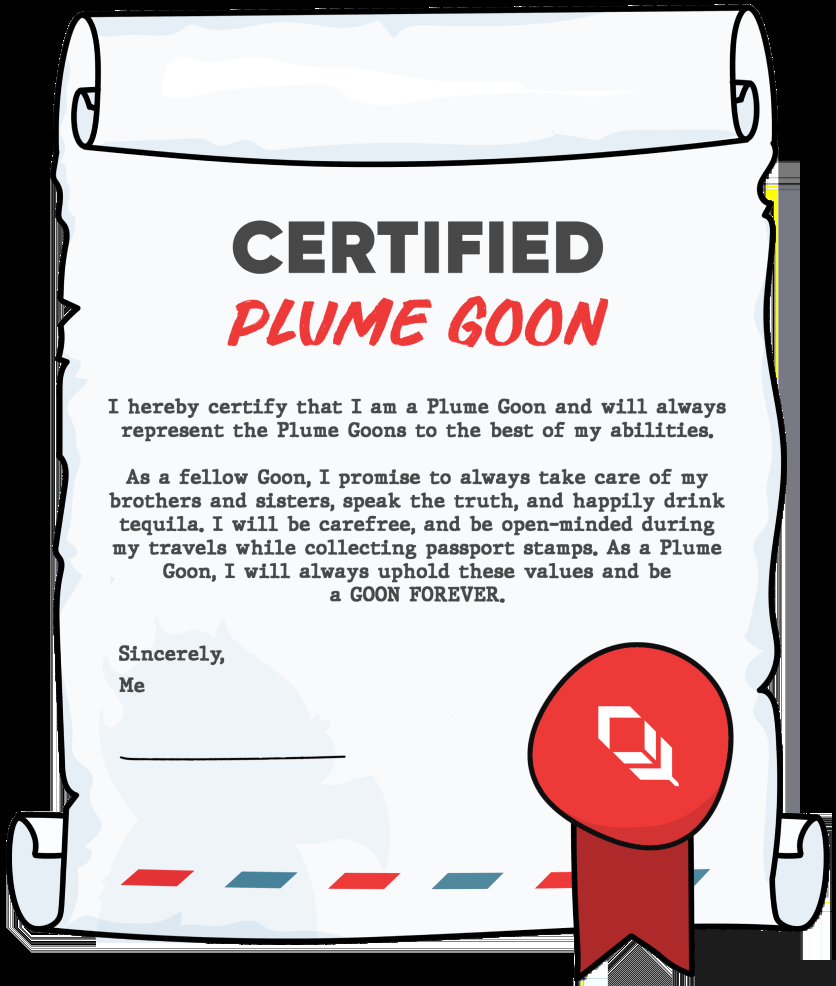 CERTIFIED
PLUME GOON
I hereby certify that I am a Plume Goon and will always
represent the Plume Goons to the best of my abilities.
As a fellow Goon, I promise to always take care of my
brothers and sisters, speak the truth, and happily drink
tequila. I will be carefree, and be open-minded during
my travels while collecting passport stamps. As a Plume
Goon, I will always uphold these values and be
a GOON FOREVER.
Sincerely,
Me